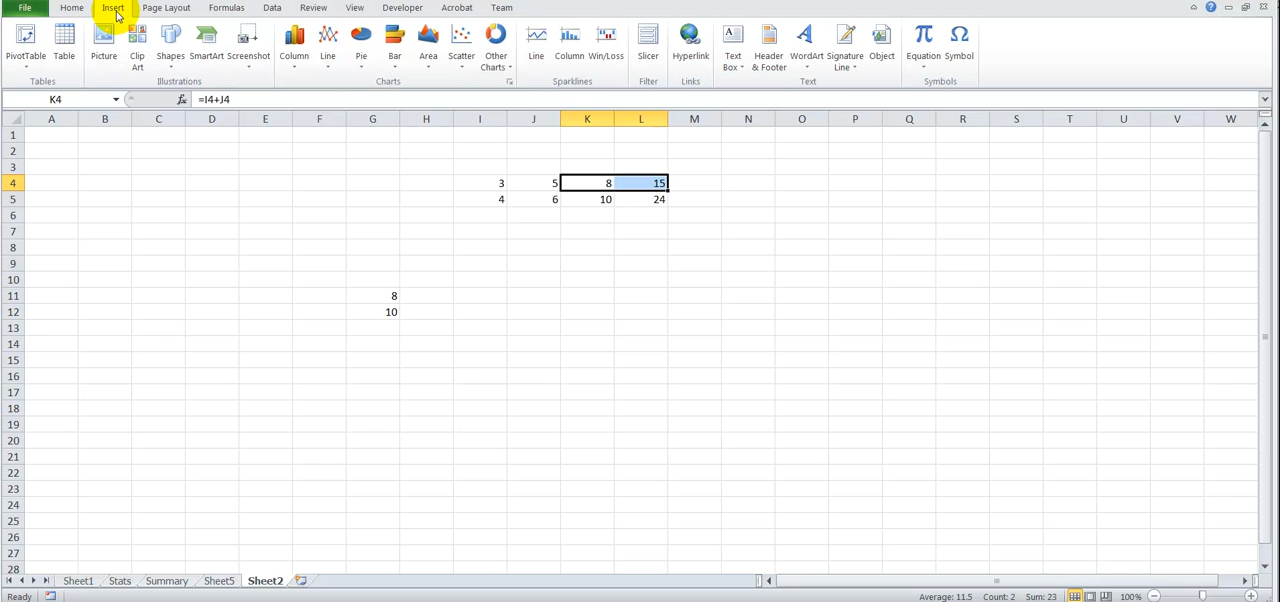 File Home Insert Page Layout Formulas Data Review View Developer Acrobat Team
PivotTable Table Picture Clip Art Shapes SmartArt Screenshot Column Line Pie Bar Area Scatter Other Charts Line Column Win/Loss Slicer Hyperlink Text Box Header & Footer WordArt Signature Line Object Equation Symbol
Tables Illustrations Charts Sparklines Filter Links Text Symbols
K4 fx =I4+J4
A B C D E F G H I J K L M N O P Q R S T U V W
1
2
3
4 3 5 8 15
5 4 6 10 24
6
7
8
9
10
11 8
12 10
13
14
15
16
17
18
19
20
21
22
23
24
25
26
27
28
Sheet1 Stats Summary Sheet5 Sheet2
Ready Average: 11.5 Count: 2 Sum: 23 100%